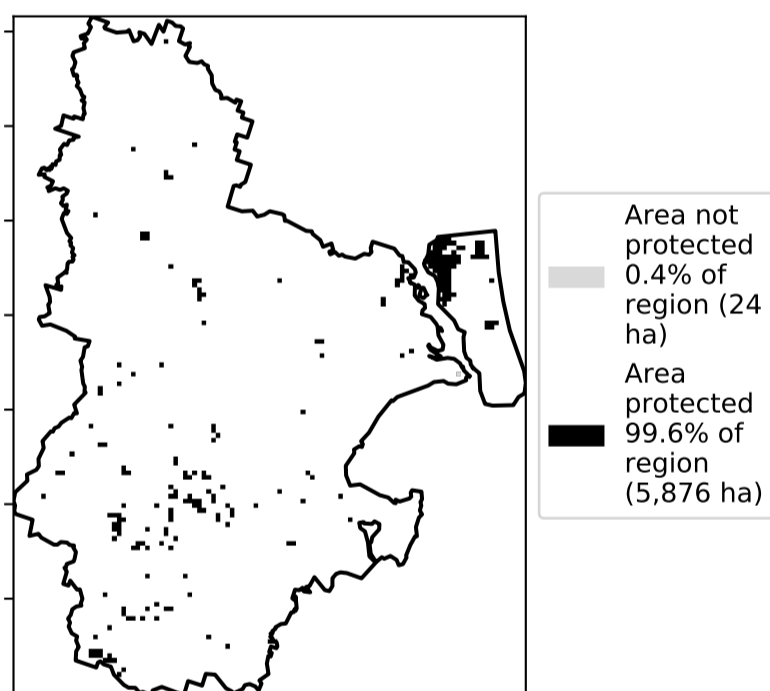 Area not
protected
0.4% of
region (24
ha)
Area
protected
99.6% of
region
(5,876 ha)